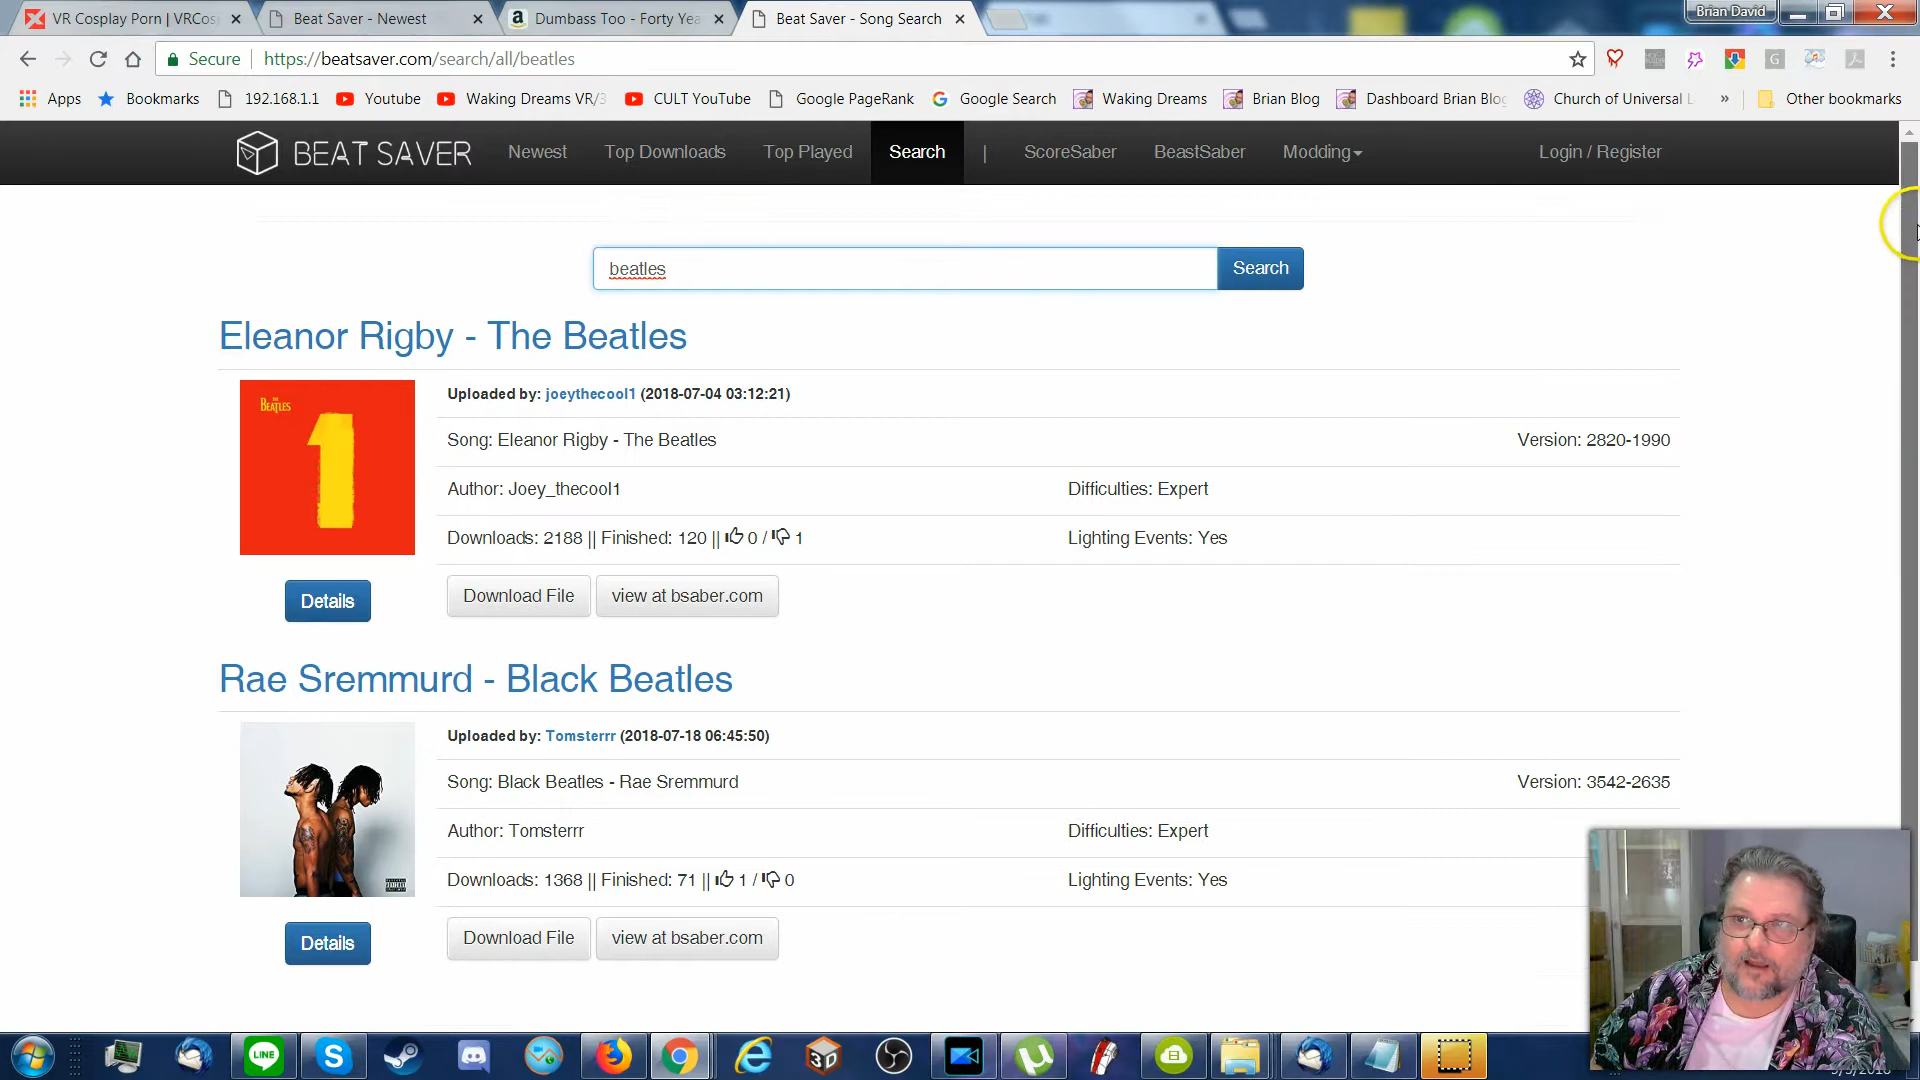 VR Cosplay Porn | VRCos
Beat Saver - Newest
Dumbass Too - Forty Yea
Beat Saver - Song Search
Brian David
Secure
https://beatsaver.com/search/all/beatles
Apps
Bookmarks
192.168.1.1
Youtube
Waking Dreams VR/3
CULT YouTube
Google PageRank
Google Search
Waking Dreams
Brian Blog
Dashboard Brian Blog
Church of Universal L
»
Other bookmarks
BEAT SAVER
Newest
Top Downloads
Top Played
Search
|
ScoreSaber
BeastSaber
Modding
Login / Register
beatles
Search
Eleanor Rigby - The Beatles
THE BEATLES
1
Uploaded by: joeythecool1 (2018-07-04 03:12:21)
Song: Eleanor Rigby - The Beatles
Version: 2820-1990
Author: Joey_thecool1
Difficulties: Expert
Downloads: 2188 || Finished: 120 || 0 / 1
Lighting Events: Yes
Details
Download File
view at bsaber.com
Rae Sremmurd - Black Beatles
Uploaded by: Tomsterrr (2018-07-18 06:45:50)
Song: Black Beatles - Rae Sremmurd
Version: 3542-2635
Author: Tomsterrr
Difficulties: Expert
Downloads: 1368 || Finished: 71 || 1 / 0
Lighting Events: Yes
Details
Download File
view at bsaber.com
LINE
3D